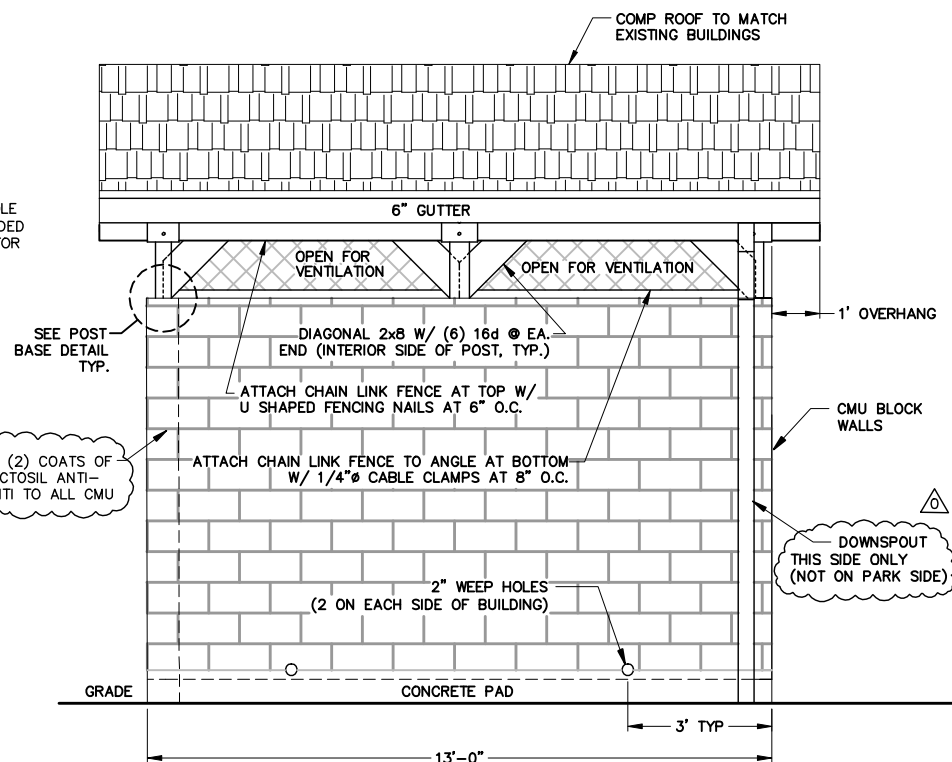 COMP ROOF TO MATCH
EXISTING BUILDINGS
6" GUTTER
OPEN FOR
VENTILATION
OPEN FOR VENTILATION
SEE POST
BASE DETAIL
TYP.
DIAGONAL 2x8 W/ (6) 16d @ EA.
END (INTERIOR SIDE OF POST, TYP.)
1' OVERHANG
ATTACH CHAIN LINK FENCE AT TOP W/
U SHAPED FENCING NAILS AT 6" O.C.
CMU BLOCK
WALLS
(2) COATS OF
CTOSIL ANTI-
ITI TO ALL CMU
ATTACH CHAIN LINK FENCE TO ANGLE AT BOTTOM
W/ 1/4"ø CABLE CLAMPS AT 8" O.C.
0
DOWNSPOUT
THIS SIDE ONLY
(NOT ON PARK SIDE)
2" WEEP HOLES
(2 ON EACH SIDE OF BUILDING)
GRADE
CONCRETE PAD
3' TYP
13'-0"